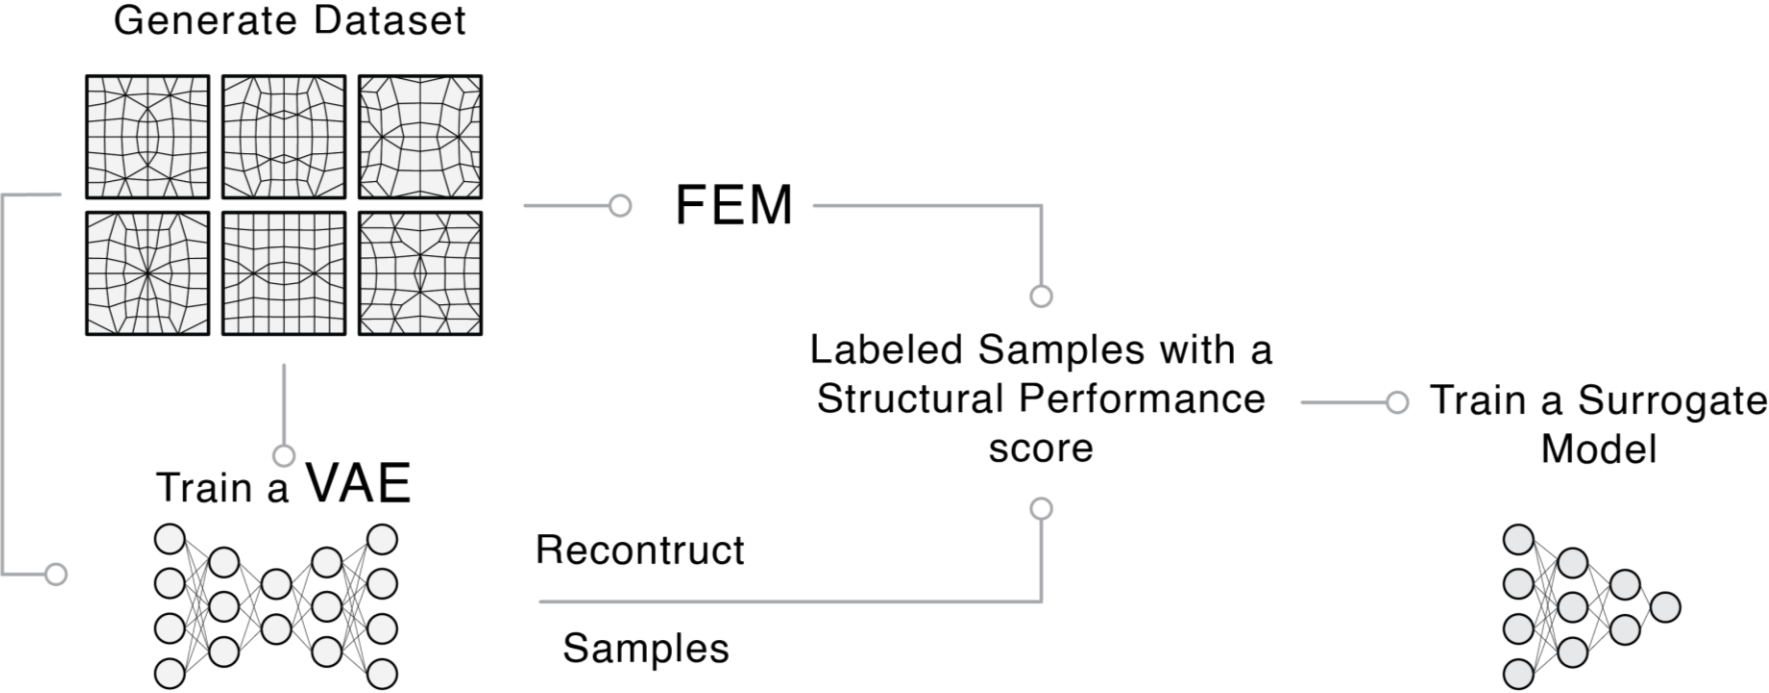 Generate Dataset
FEM
Labeled Samples with a
Structural Performance
score
Train a Surrogate
Model
Train a VAE
Recontruct
Samples